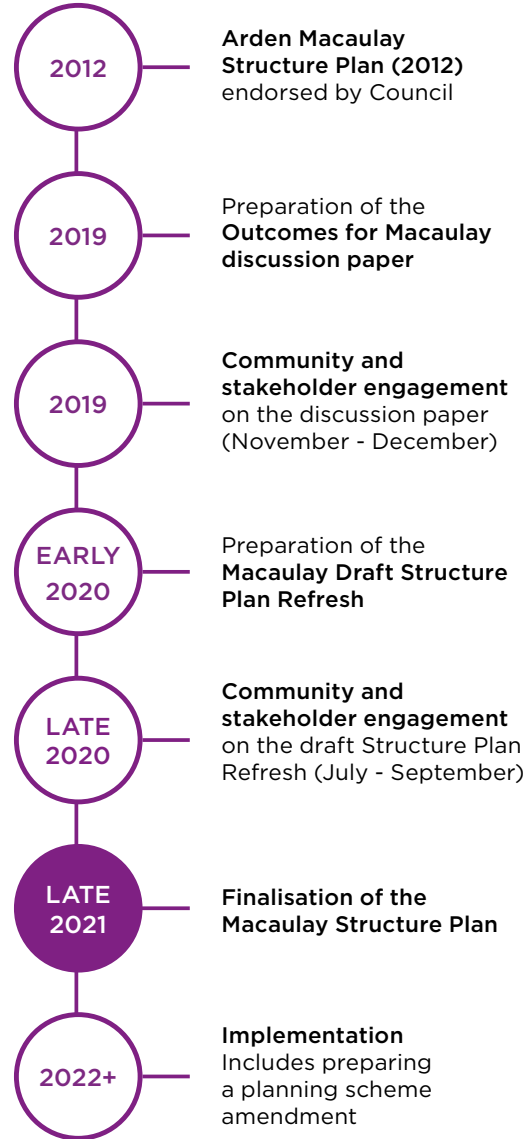 2012
Arden Macaulay
Structure Plan (2012)
endorsed by Council
2019
Preparation of the
Outcomes for Macaulay
discussion paper
2019
Community and
stakeholder engagement
on the discussion paper
(November - December)
EARLY
2020
Preparation of the
Macaulay Draft Structure
Plan Refresh
LATE
2020
Community and
stakeholder engagement
on the draft Structure Plan
Refresh (July - September)
LATE
2021
Finalisation of the
Macaulay Structure Plan
2022+
Implementation
Includes preparing
a planning scheme
amendment